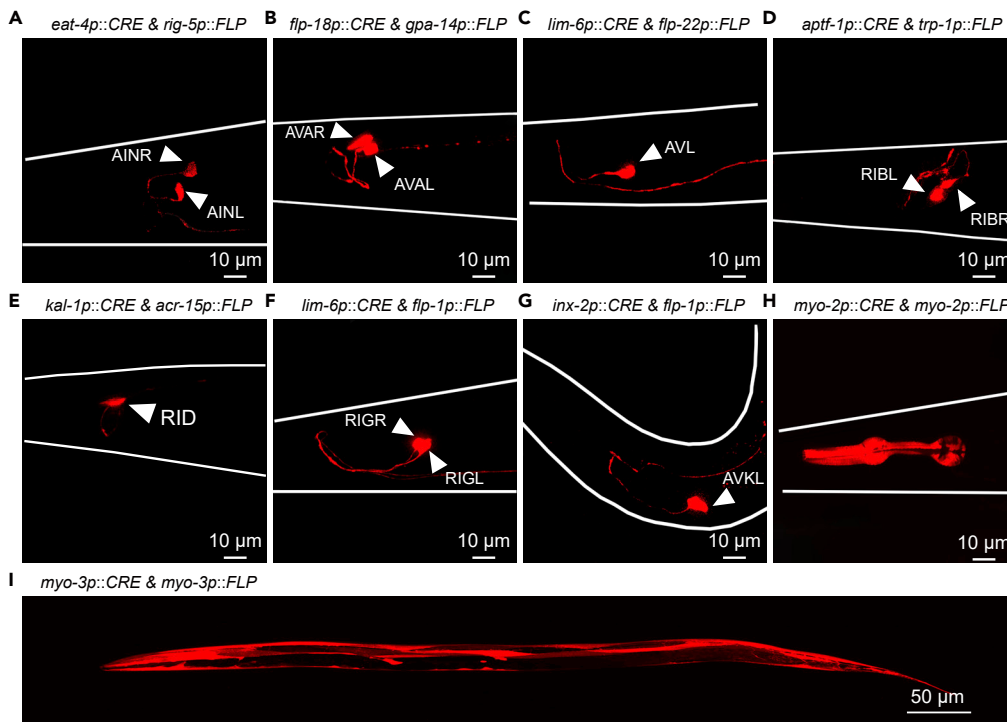 A eat-4p::CRE & rig-5p::FLP
AINR
AINL
10 µm
B flp-18p::CRE & gpa-14p::FLP
AVAR
AVAL
10 µm
C lim-6p::CRE & flp-22p::FLP
AVL
10 µm
D aptf-1p::CRE & trp-1p::FLP
RIBL
RIBR
10 µm
E kal-1p::CRE & acr-15p::FLP
RID
10 µm
F lim-6p::CRE & flp-1p::FLP
RIGR
RIGL
10 µm
G inx-2p::CRE & flp-1p::FLP
AVKL
10 µm
H myo-2p::CRE & myo-2p::FLP
10 µm
I myo-3p::CRE & myo-3p::FLP
50 µm